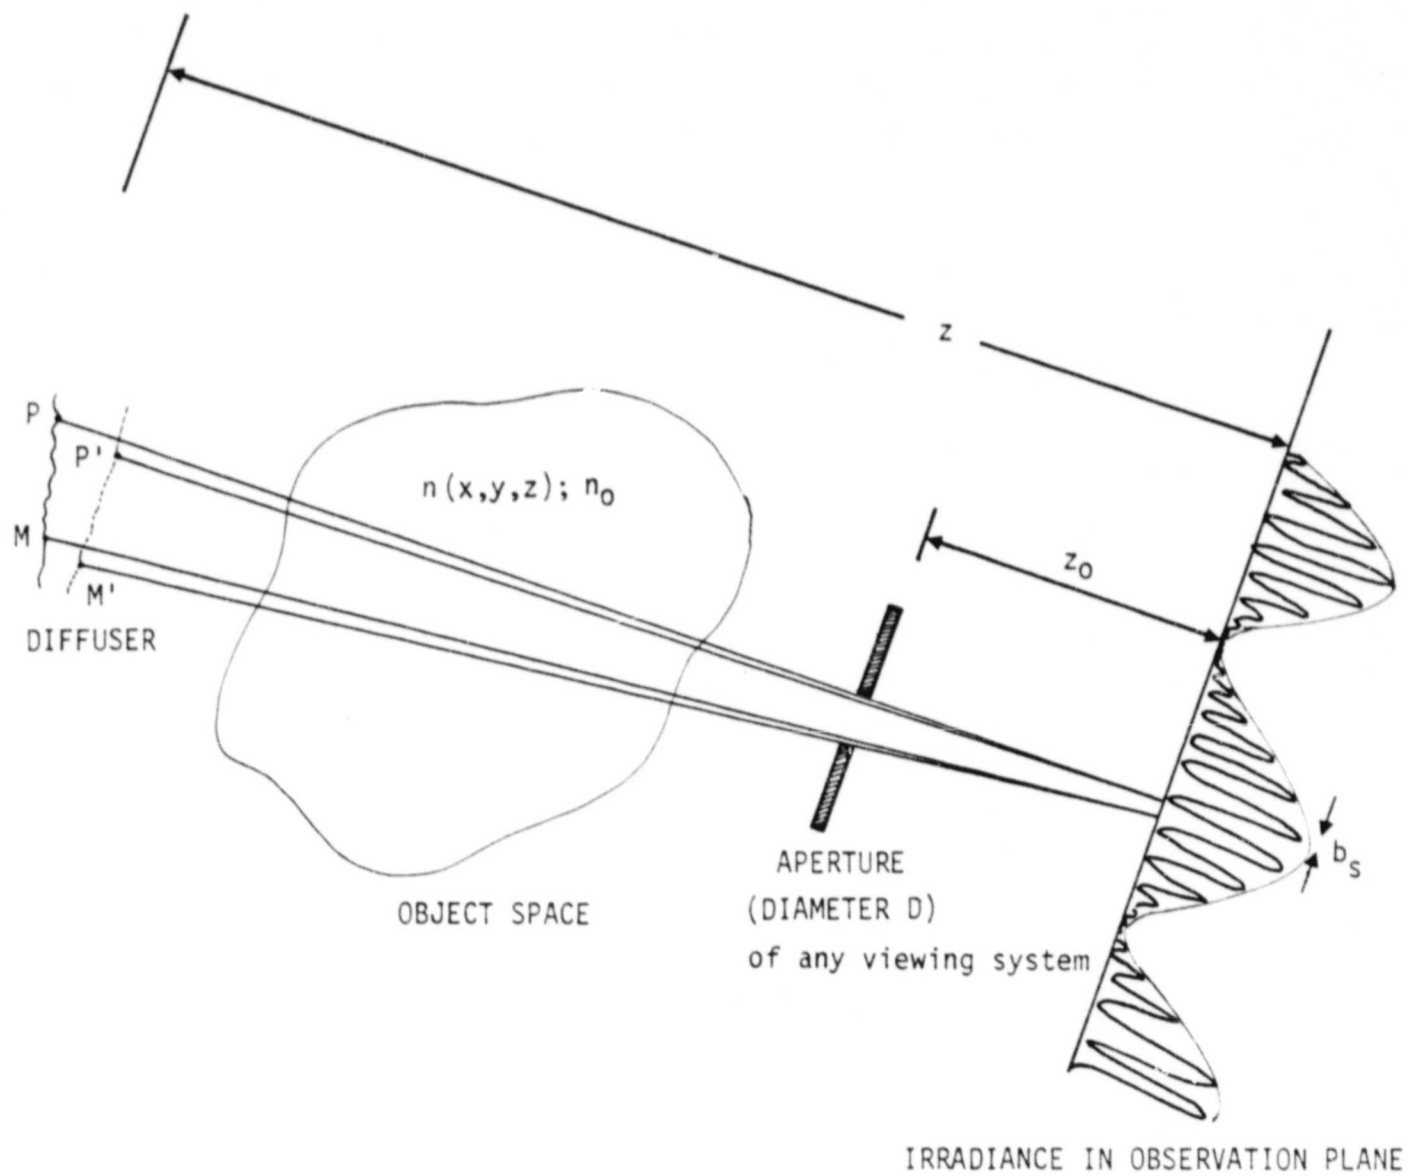 z
P
P'
n(x,y,z); n₀
M
z₀
M'
DIFFUSER
bₛ
APERTURE
(DIAMETER D)
of any viewing system
OBJECT SPACE
IRRADIANCE IN OBSERVATION PLANE